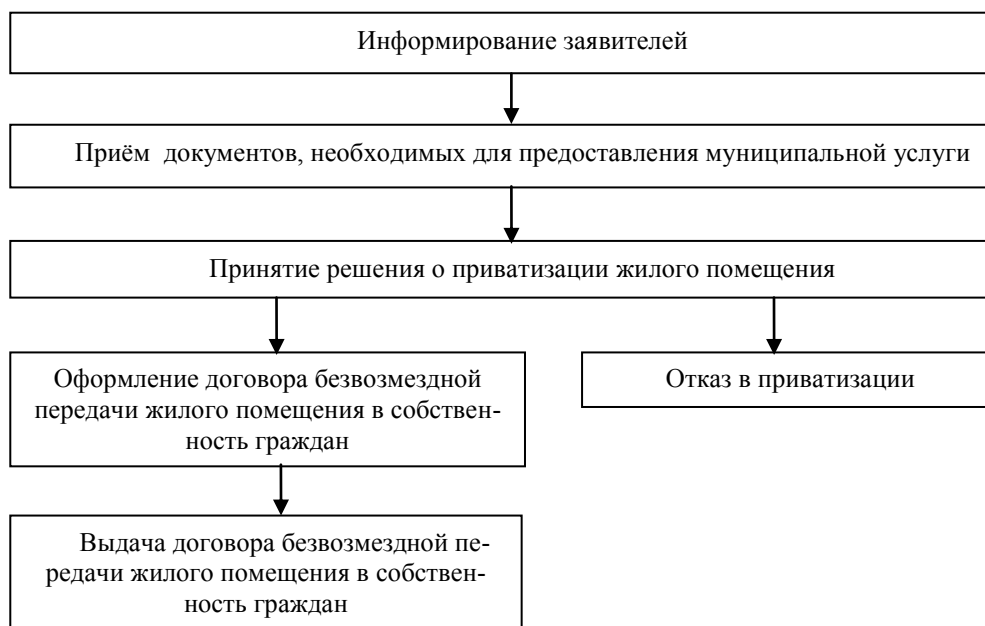 Информирование заявителей
Приём документов, необходимых для предоставления муниципальной услуги
Принятие решения о приватизации жилого помещения
Оформление договора безвозмездной
передачи жилого помещения в собствен-
ность граждан
Отказ в приватизации
Выдача договора безвозмездной пе-
редачи жилого помещения в собствен-
ность граждан